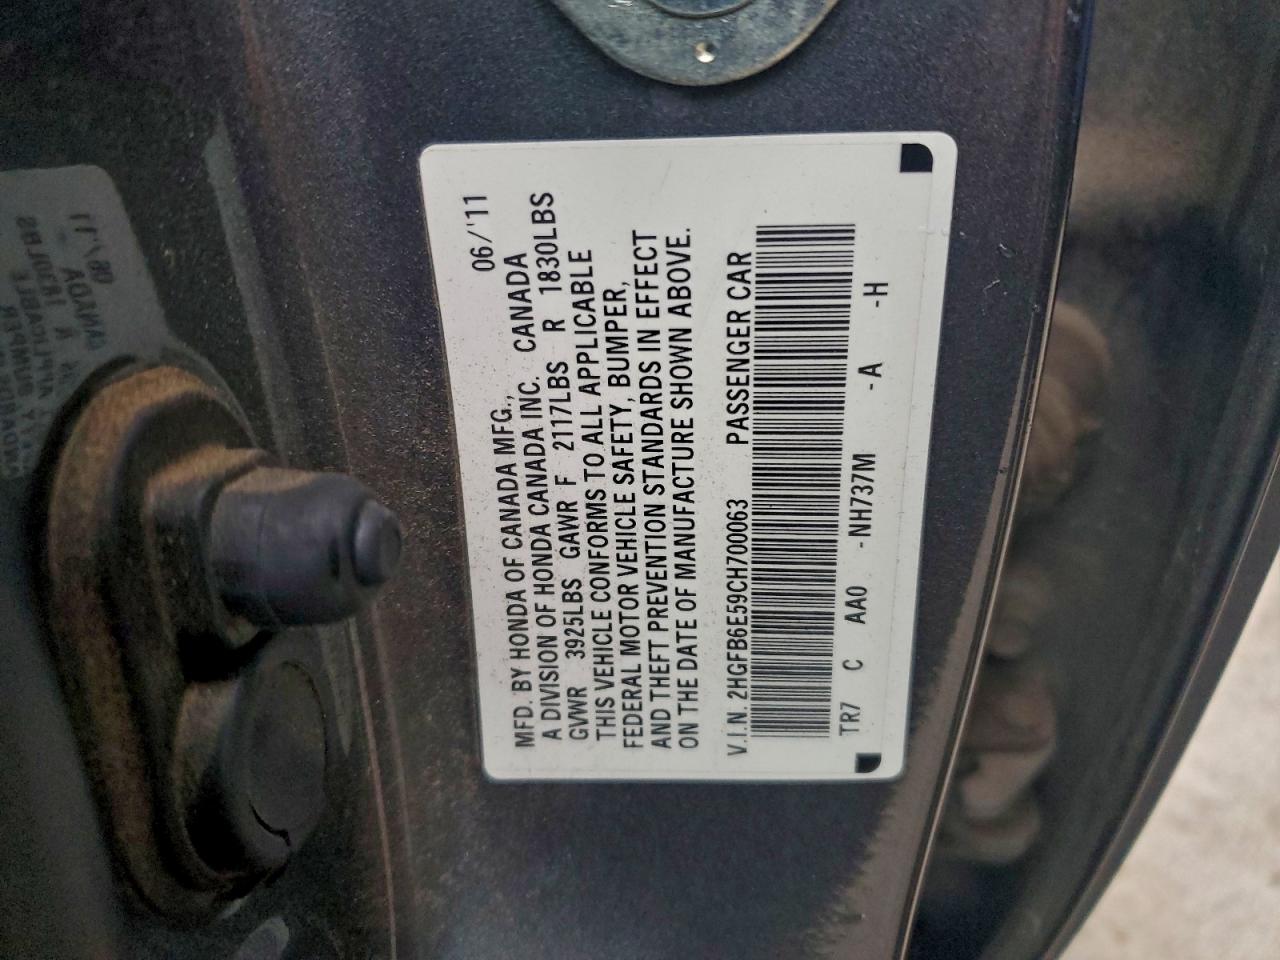 MFD. BY HONDA OF CANADA MFG., 06/'11
A DIVISION OF HONDA CANADA INC. CANADA
GVWR 3925LBS GAWR F 2117LBS R 1830LBS
THIS VEHICLE CONFORMS TO ALL APPLICABLE
FEDERAL MOTOR VEHICLE SAFETY, BUMPER,
AND THEFT PREVENTION STANDARDS IN EFFECT
ON THE DATE OF MANUFACTURE SHOWN ABOVE.
V.I.N. 2HGFB6E59CH700063 PASSENGER CAR
TR7 C AA0 -NH737M -A -H